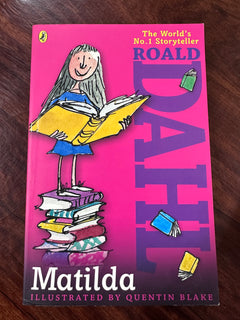 The World's
No.1 Storyteller
ROALD
DAHL
Matilda
ILLUSTRATED BY QUENTIN BLAKE